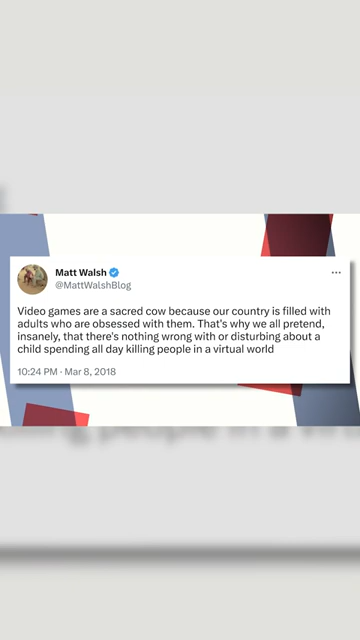 Matt Walsh
@MattWalshBlog
Video games are a sacred cow because our country is filled with
adults who are obsessed with them. That's why we all pretend,
insanely, that there's nothing wrong with or disturbing about a
child spending all day killing people in a virtual world
10:24 PM · Mar 8, 2018